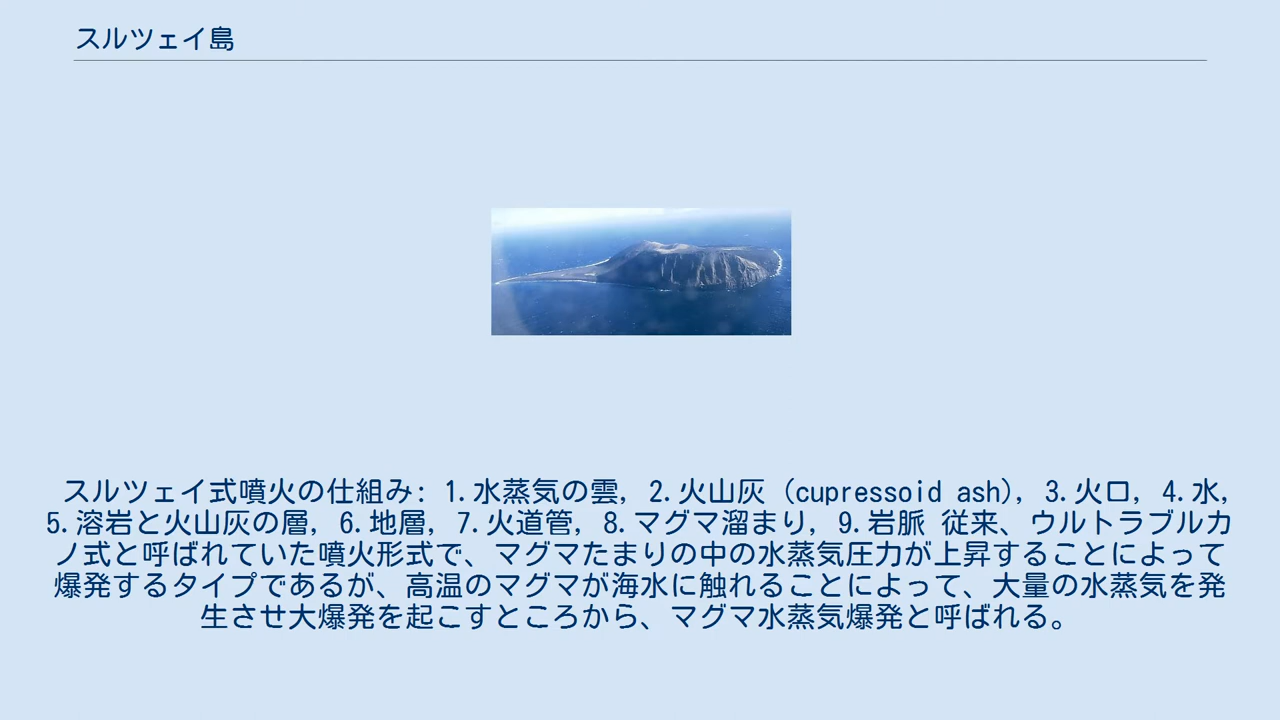 スルツェイ島
スルツェイ式噴火の仕組み: 1.水蒸気の雲, 2.火山灰 (cupressoid ash), 3.火口, 4.水,
5.溶岩と火山灰の層, 6.地層, 7.火道管, 8.マグマ溜まり, 9.岩脈 従来、ウルトラブルカ
ノ式と呼ばれていた噴火形式で、マグマたまりの中の水蒸気圧力が上昇することによって
爆発するタイプであるが、高温のマグマが海水に触れることによって、大量の水蒸気を発
生させ大爆発を起こすところから、マグマ水蒸気爆発と呼ばれる。